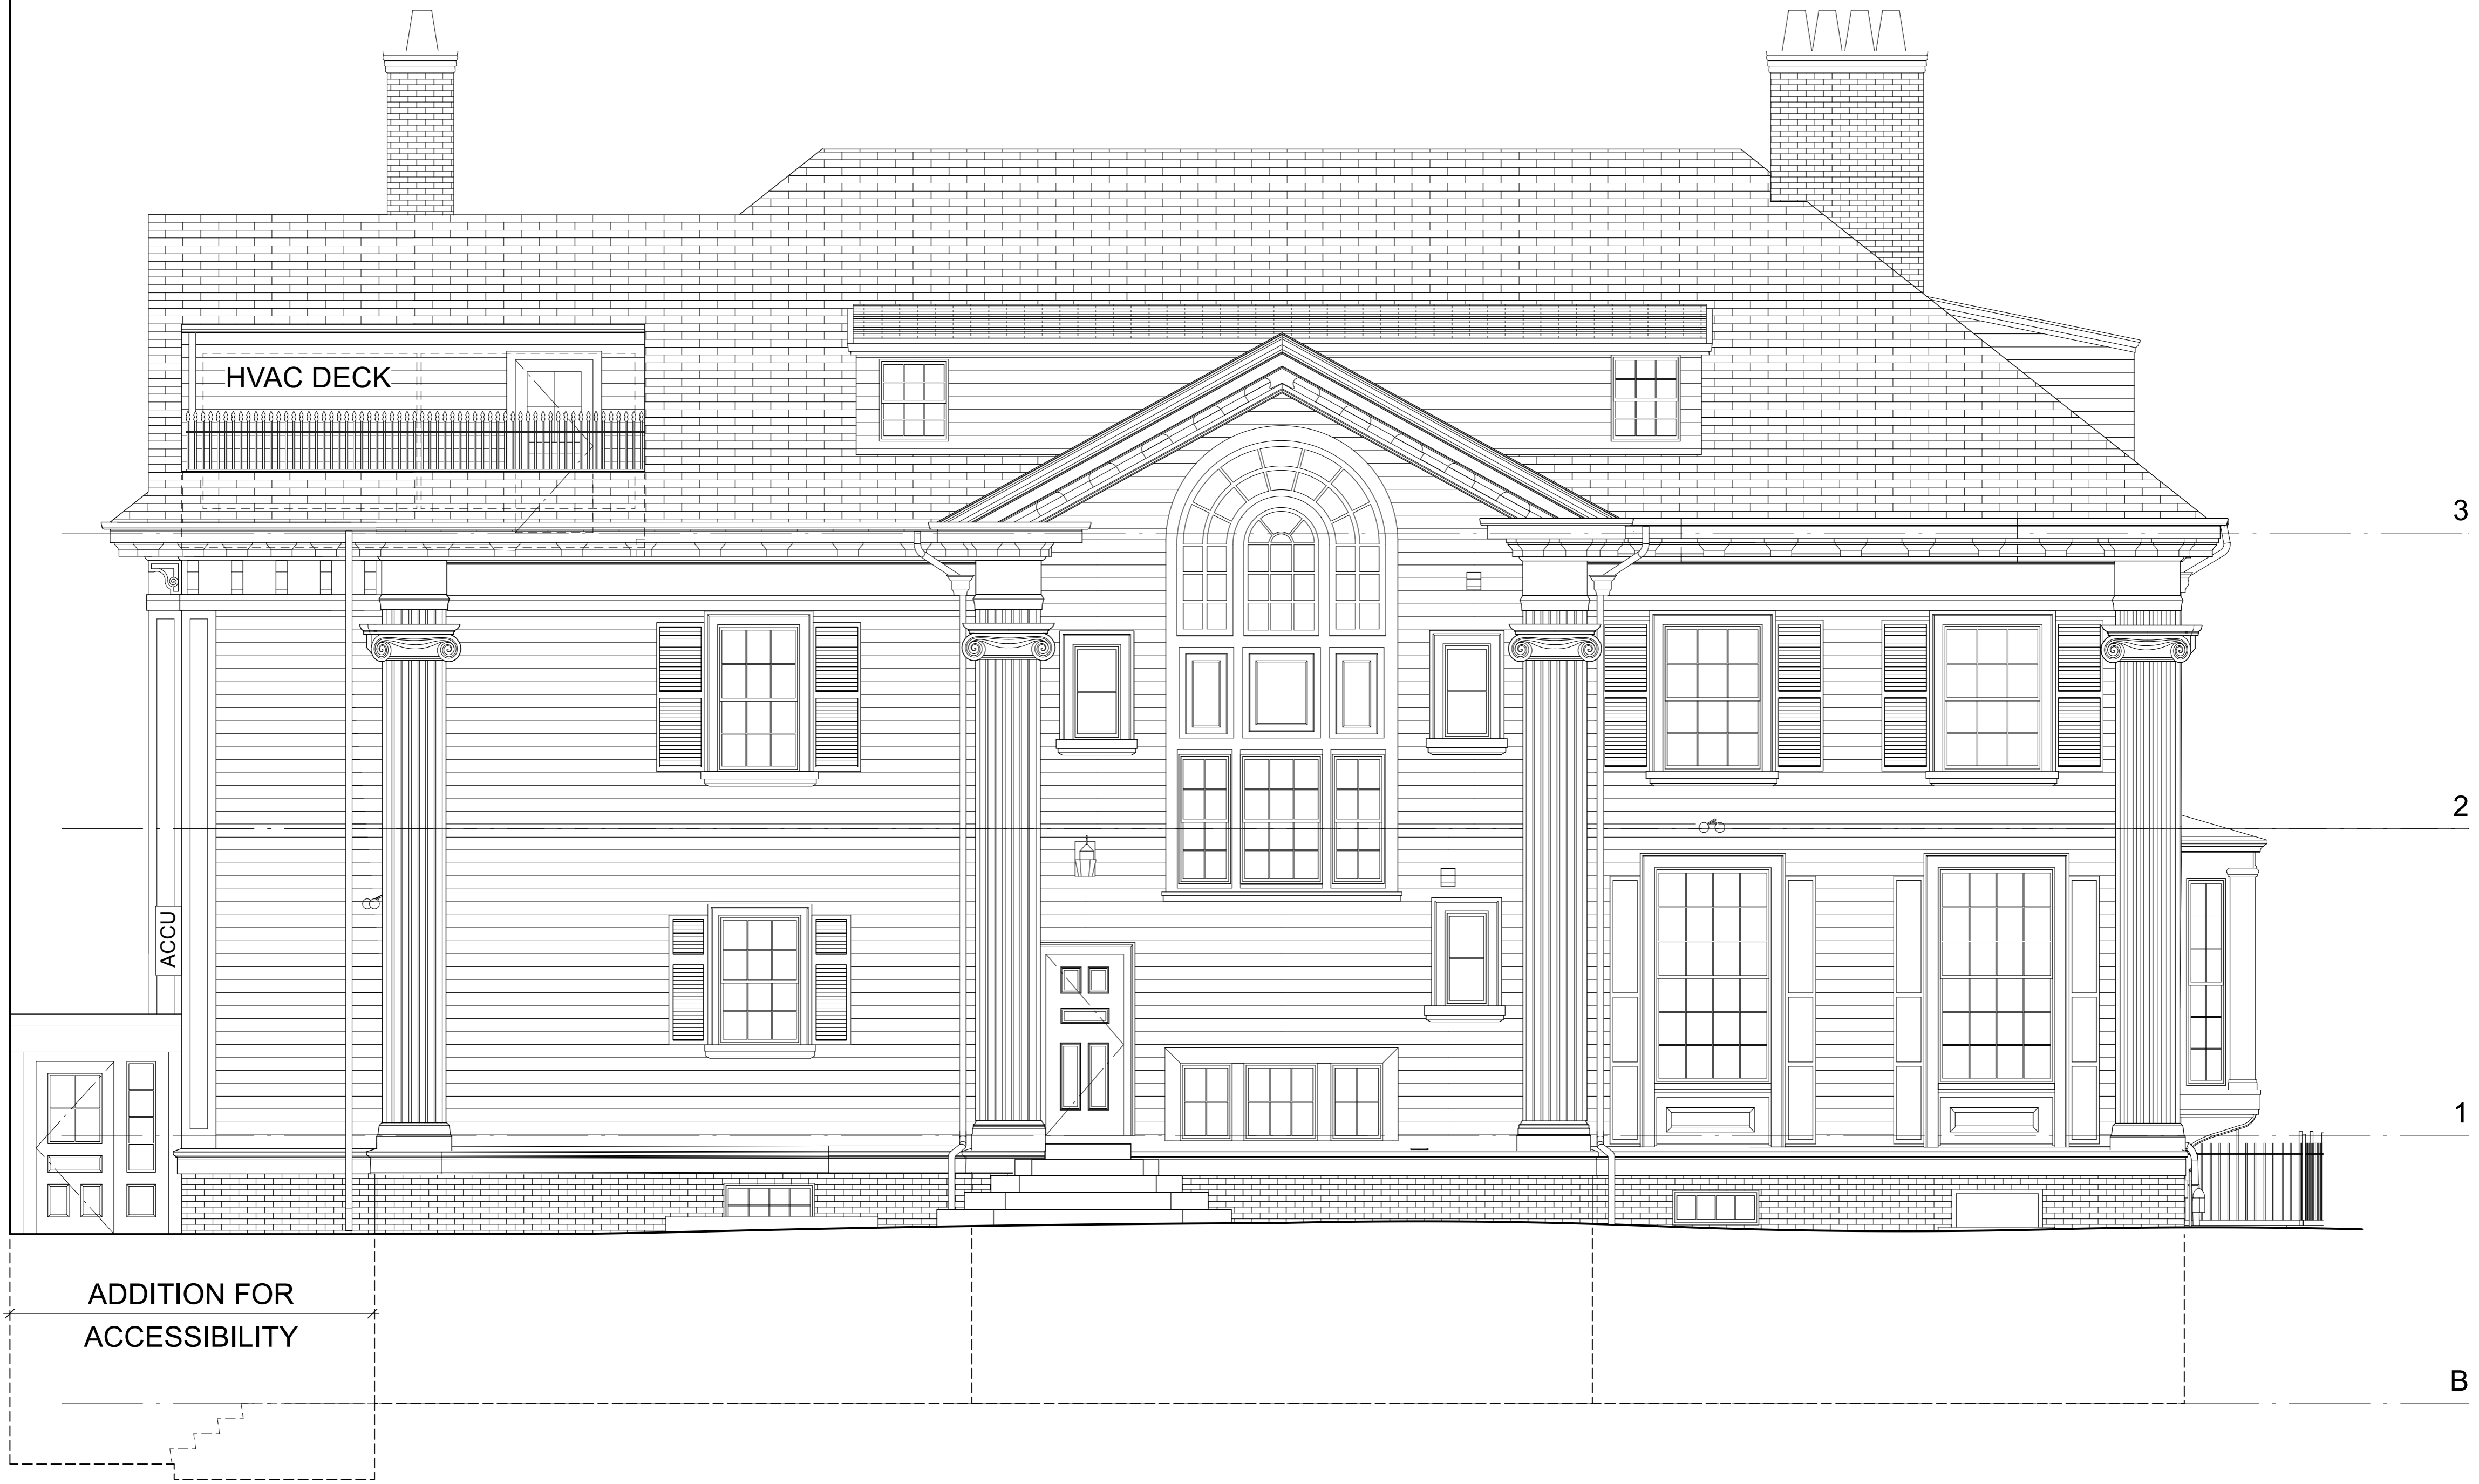 HVAC DECK
3
2
ACCU
1
ADDITION FOR
ACCESSIBILITY
B